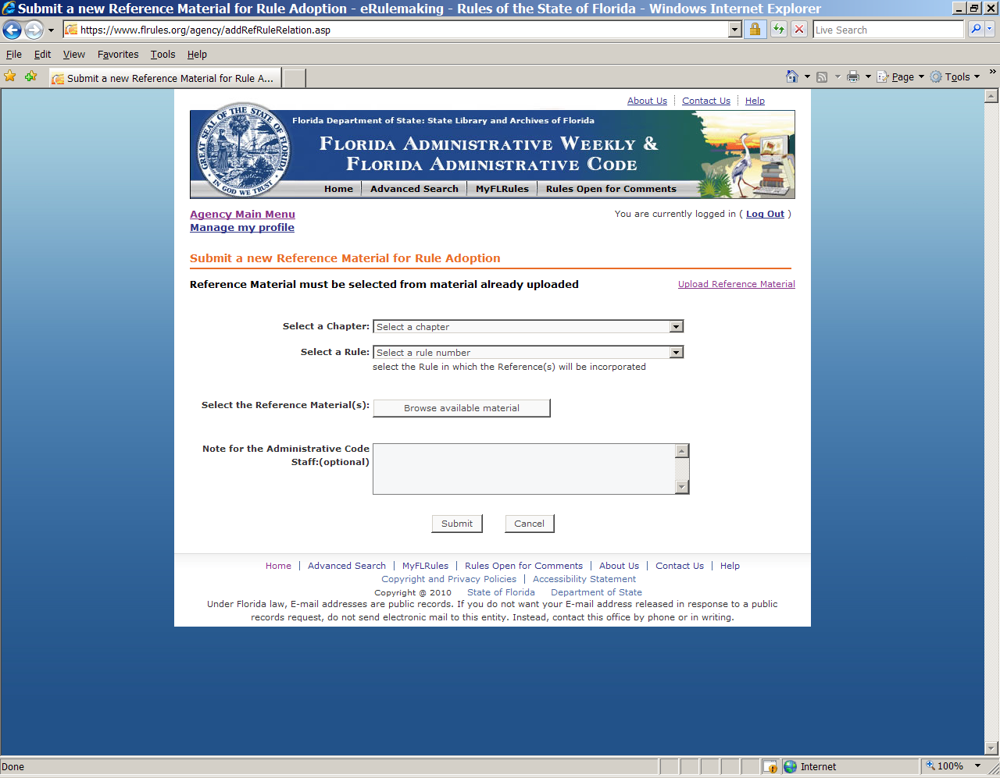 Submit a new Reference Material for Rule Adoption - eRulemaking - Rules of the State of Florida - Windows Internet Explorer
https://www.flrules.org/agency/addRefRuleRelation.asp
Live Search
File Edit View Favorites Tools Help
Submit a new Reference Material for Rule A...
Page Tools »
About Us Contact Us Help
GREAT SEAL OF THE STATE OF FLORIDA
IN GOD WE TRUST
Florida Department of State: State Library and Archives of Florida
FLORIDA ADMINISTRATIVE WEEKLY &
FLORIDA ADMINISTRATIVE CODE
Home Advanced Search MyFLRules Rules Open for Comments
Agency Main Menu
You are currently logged in ( Log Out )
Manage my profile
Submit a new Reference Material for Rule Adoption
Reference Material must be selected from material already uploaded
Upload Reference Material
Select a Chapter: Select a chapter
Select a Rule: Select a rule number
select the Rule in which the Reference(s) will be incorporated
Select the Reference Material(s): Browse available material
Note for the Administrative Code
Staff:(optional)
Submit Cancel
Home | Advanced Search | MyFLRules | Rules Open for Comments | About Us | Contact Us | Help
Copyright and Privacy Policies | Accessibility Statement
Copyright @ 2010 State of Florida Department of State
Under Florida law, E-mail addresses are public records. If you do not want your E-mail address released in response to a public
records request, do not send electronic mail to this entity. Instead, contact this office by phone or in writing.
Done
Internet
100%